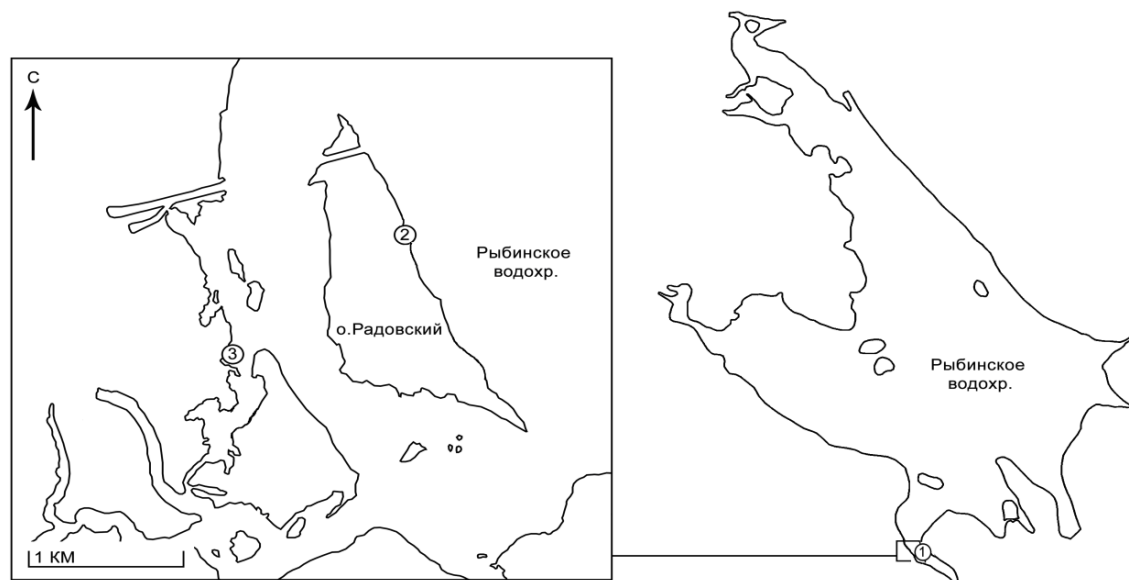 С
2
Рыбинское
водохр.
о.Радовский
3
1 КМ
Рыбинское
водохр.
1